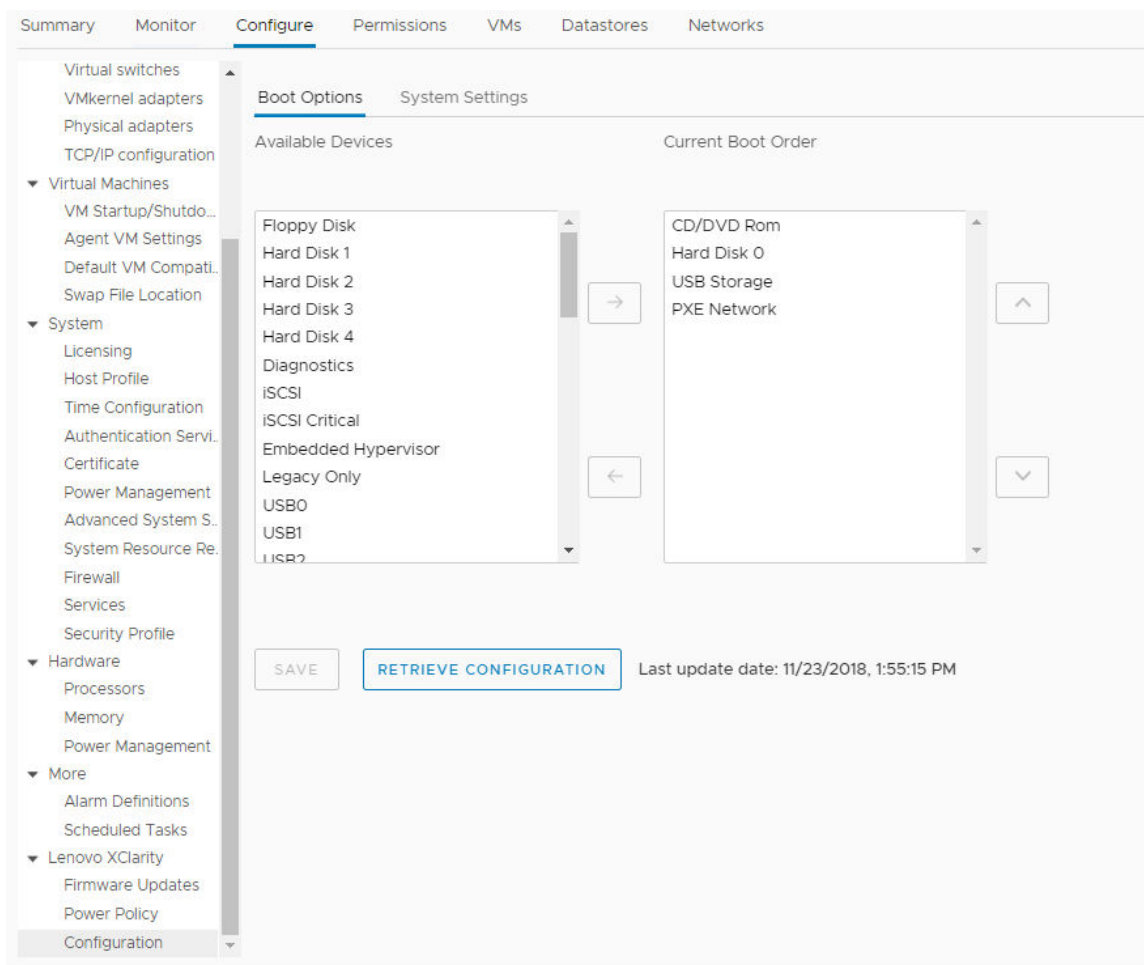 Summary Monitor Configure Permissions VMs Datastores Networks
Virtual switches
VMkernel adapters
Physical adapters
TCP/IP configuration
Virtual Machines
VM Startup/Shutdo...
Agent VM Settings
Default VM Compati..
Swap File Location
System
Licensing
Host Profile
Time Configuration
Authentication Servi..
Certificate
Power Management
Advanced System S..
System Resource Re.
Firewall
Services
Security Profile
Hardware
Processors
Memory
Power Management
More
Alarm Definitions
Scheduled Tasks
Lenovo XClarity
Firmware Updates
Power Policy
Configuration
Boot Options System Settings
Available Devices
Floppy Disk
Hard Disk 1
Hard Disk 2
Hard Disk 3
Hard Disk 4
Diagnostics
iSCSI
iSCSI Critical
Embedded Hypervisor
Legacy Only
USB0
USB1
USB2
Current Boot Order
CD/DVD Rom
Hard Disk 0
USB Storage
PXE Network
SAVE RETRIEVE CONFIGURATION Last update date: 11/23/2018, 1:55:15 PM